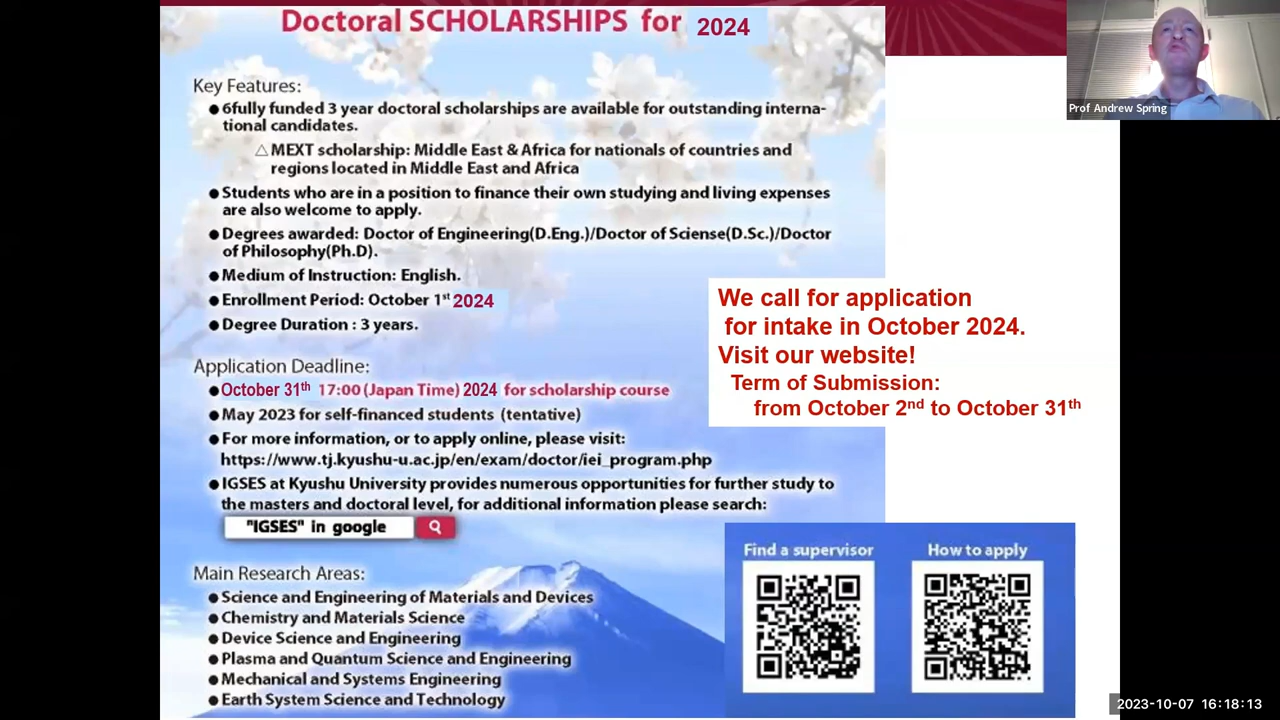 Doctoral SCHOLARSHIPS for 2024
Key Features:
● 6fully funded 3 year doctoral scholarships are available for outstanding interna-
tional candidates.
△ MEXT scholarship: Middle East & Africa for nationals of countries and
regions located in Middle East and Africa
● Students who are in a position to finance their own studying and living expenses
are also welcome to apply.
● Degrees awarded: Doctor of Engineering(D.Eng.)/Doctor of Sciense(D.Sc.)/Doctor
of Philosophy(Ph.D).
● Medium of Instruction: English.
● Enrollment Period: October 1st 2024
● Degree Duration : 3 years.
Application Deadline:
● October 31th 17:00 (Japan Time) 2024 for scholarship course
● May 2023 for self-financed students (tentative)
● For more information, or to apply online, please visit:
https://www.tj.kyushu-u.ac.jp/en/exam/doctor/iei_program.php
● IGSES at Kyushu University provides numerous opportunities for further study to
the masters and doctoral level, for additional information please search:
"IGSES" in google
Main Research Areas:
● Science and Engineering of Materials and Devices
● Chemistry and Materials Science
● Device Science and Engineering
● Plasma and Quantum Science and Engineering
● Mechanical and Systems Engineering
● Earth System Science and Technology
We call for application
for intake in October 2024.
Visit our website!
Term of Submission:
from October 2nd to October 31th
Find a supervisor
How to apply
Prof Andrew Spring
2023-10-07 16:18:13